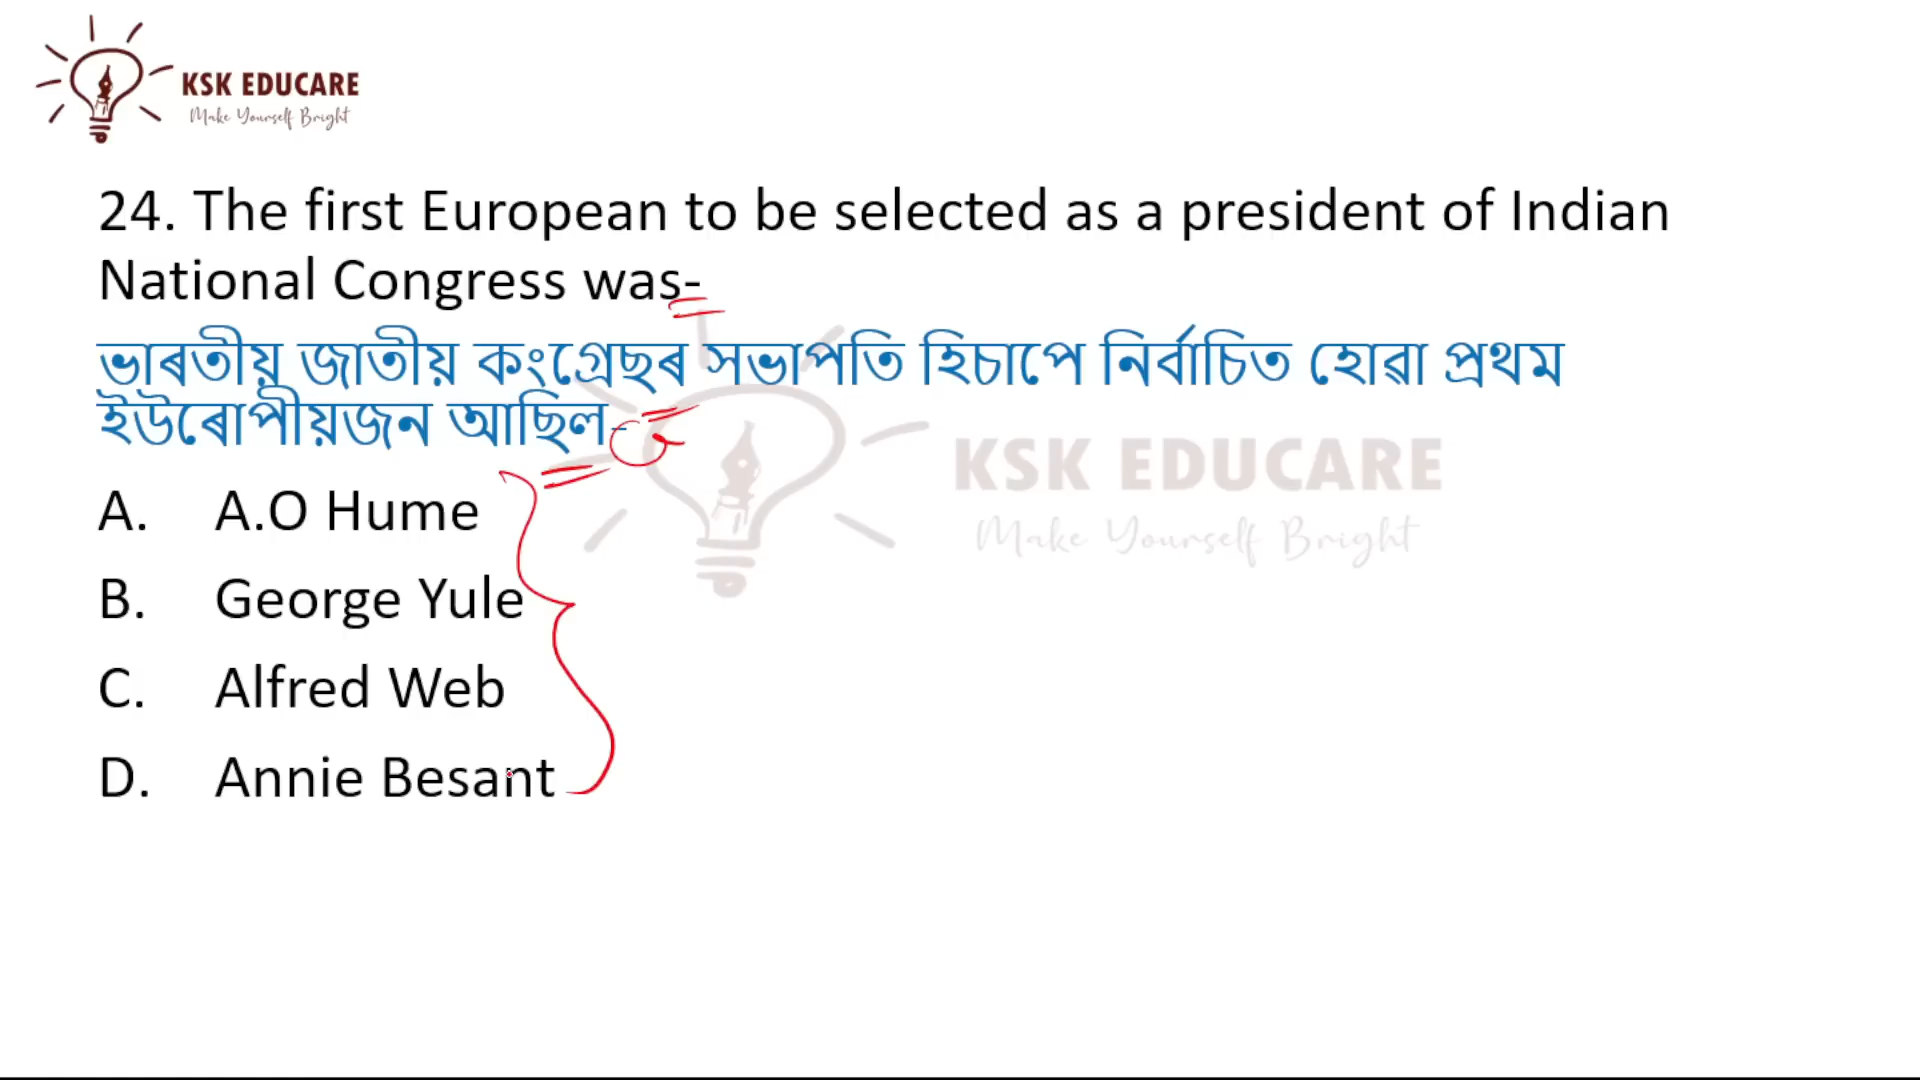 KSK EDUCARE
Make Yourself Bright
24. The first European to be selected as a president of Indian
National Congress was-
ভাৰতীয় জাতীয় কংগ্ৰেছৰ সভাপতি হিচাপে নিৰ্বাচিত হোৱা প্ৰথম
ইউৰোপীয়জন আছিল-
KSK EDUCARE
Make Yourself Bright
A. A.O Hume
B. George Yule
C. Alfred Web
D. Annie Besant